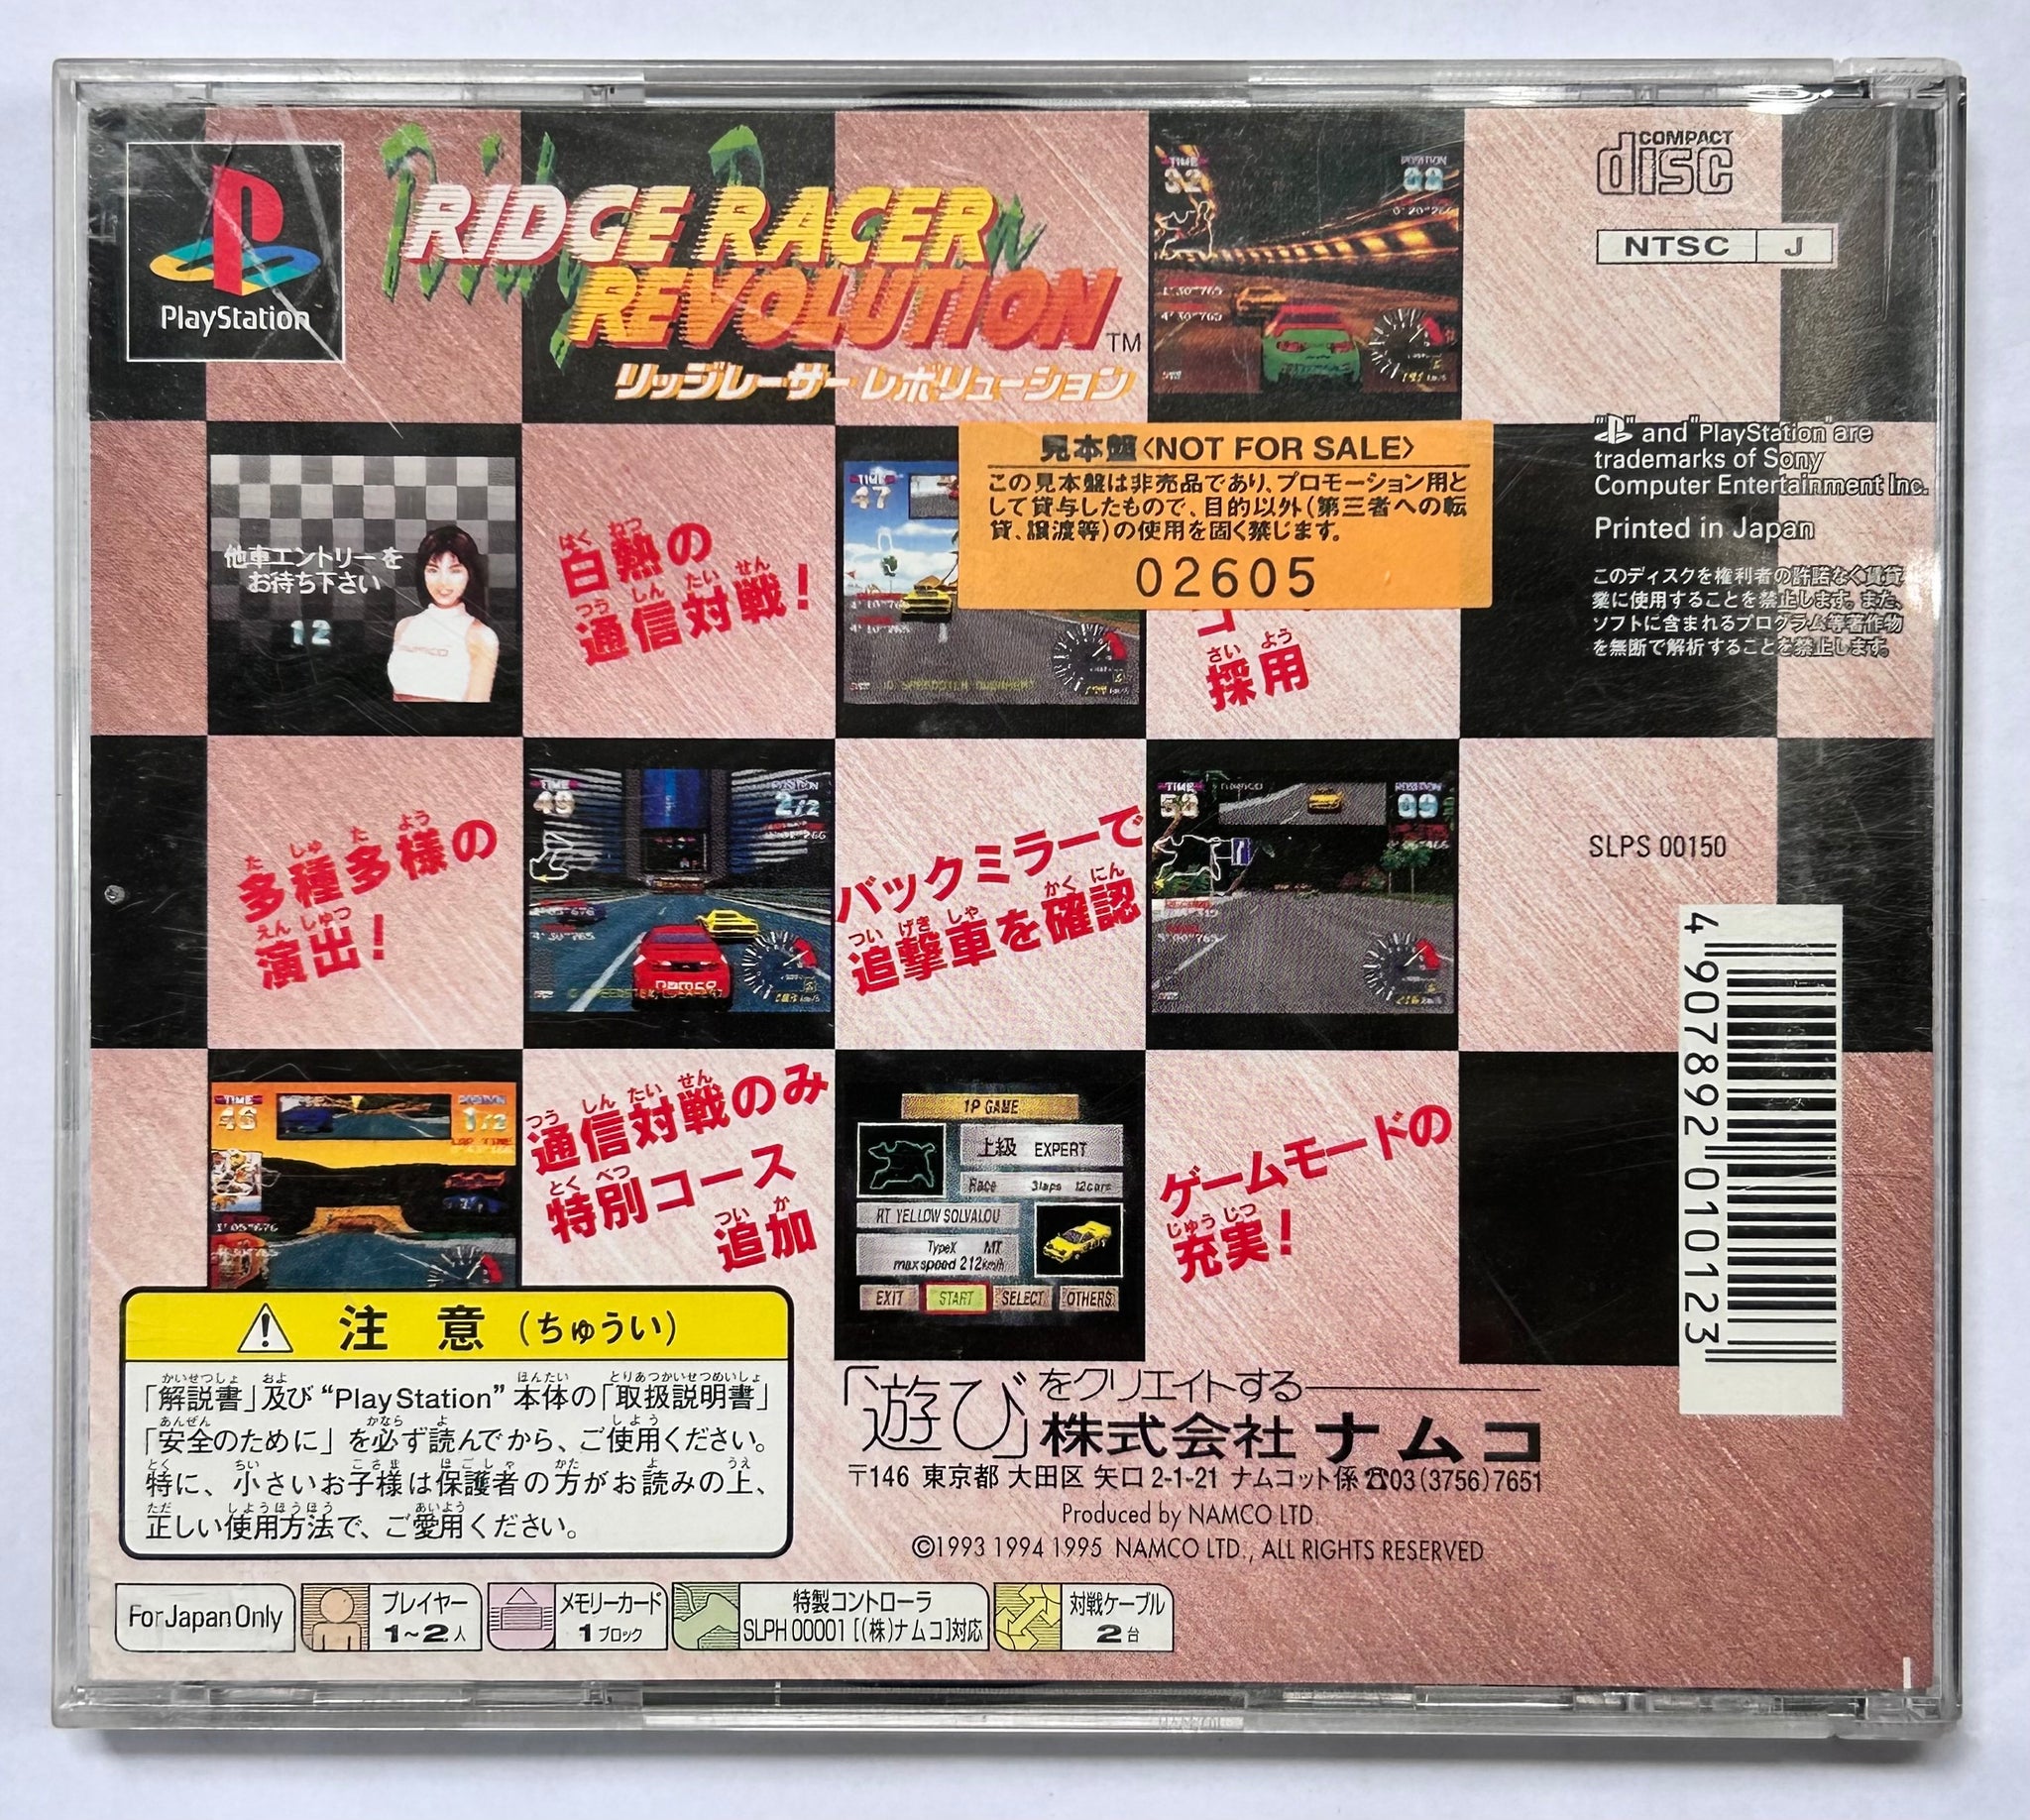 PlayStation
RIDGE RACER
REVOLUTION™
リッジレーサー レボリューション
COMPACT
disc
NTSC J
TIME
32
POSITION
"PS" and "PlayStation" are
trademarks of Sony
Computer Entertainment Inc.
Printed in Japan
このディスクを権利者の許諾なく賃貸
業に使用することを禁止します。また、
ソフトに含まれるプログラム等著作物
を無断で解析することを禁止します。
見本盤〈NOT FOR SALE〉
この見本盤は非売品であり、プロモーション用と
して貸与したもので、目的以外(第三者への転
貸、譲渡等)の使用を固く禁じます。
02605
他車エントリーを
お待ち下さい
12
namco
はく ねつ
白熱の
つう しん たい せん
通信対戦!
TIME
47
さい よう
採用
た しゅ た よう
多種多様の
えん しゅつ
演出!
TIME
49
POSITION
2/2
namco
バックミラーで
かく にん
つい げき しゃ
追撃車を確認
TIME
POSITION
SLPS 00150
4 907892 010123
TIME
POSITION
1/2
つう しん たい せん
通信対戦のみ
とく べつ
特別コース
つい か
追加
1P GAME
上級 EXPERT
Race 3laps 12cars
RT YELLOW SOLVALOU
TypeX MT
max speed 212km/h
EXIT START SELECT OTHERS
ゲームモードの
じゅう じつ
充実!
注意(ちゅうい)
かいせつしょ およ ほんたい とりあつかいせつめいしょ
「解説書」及び“PlayStation”本体の「取扱説明書」
あんぜん かなら よ しよう
「安全のために」を必ず読んでから、ご使用ください。
とく ちい こさま ほごしゃ かた よ うえ
特に、小さいお子様は保護者の方がお読みの上、
ただ しようほうほう あいよう
正しい使用方法で、ご愛用ください。
「遊び」をクリエイトする
株式会社ナムコ
〒146 東京都 大田区 矢口 2-1-21 ナムコット係 ☎03(3756)7651
Produced by NAMCO LTD.
©1993 1994 1995 NAMCO LTD., ALL RIGHTS RESERVED
For Japan Only
プレイヤー
1~2人
メモリーカード
1ブロック
特製コントローラ
SLPH 00001 [(株)ナムコ]対応
対戦ケーブル
2台